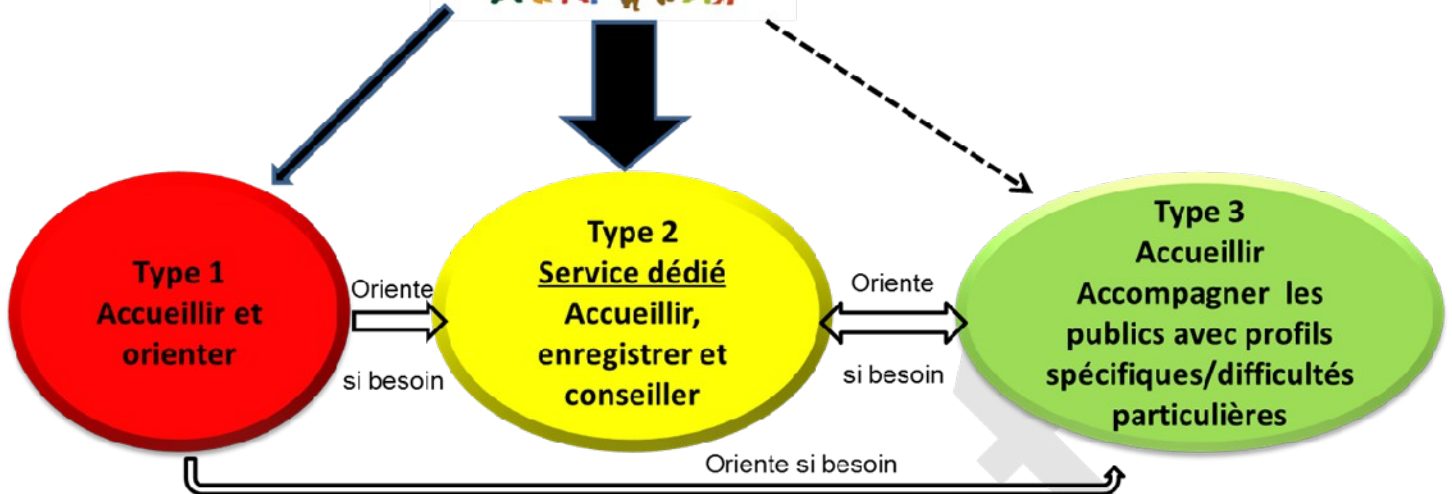 Type 1
Accueillir et
orienter
Oriente
si besoin
Type 2
Service dédié
Accueillir,
enregistrer et
conseiller
Oriente
si besoin
Type 3
Accueillir
Accompagner les
publics avec profils
spécifiques/difficultés
particulières
Oriente si besoin